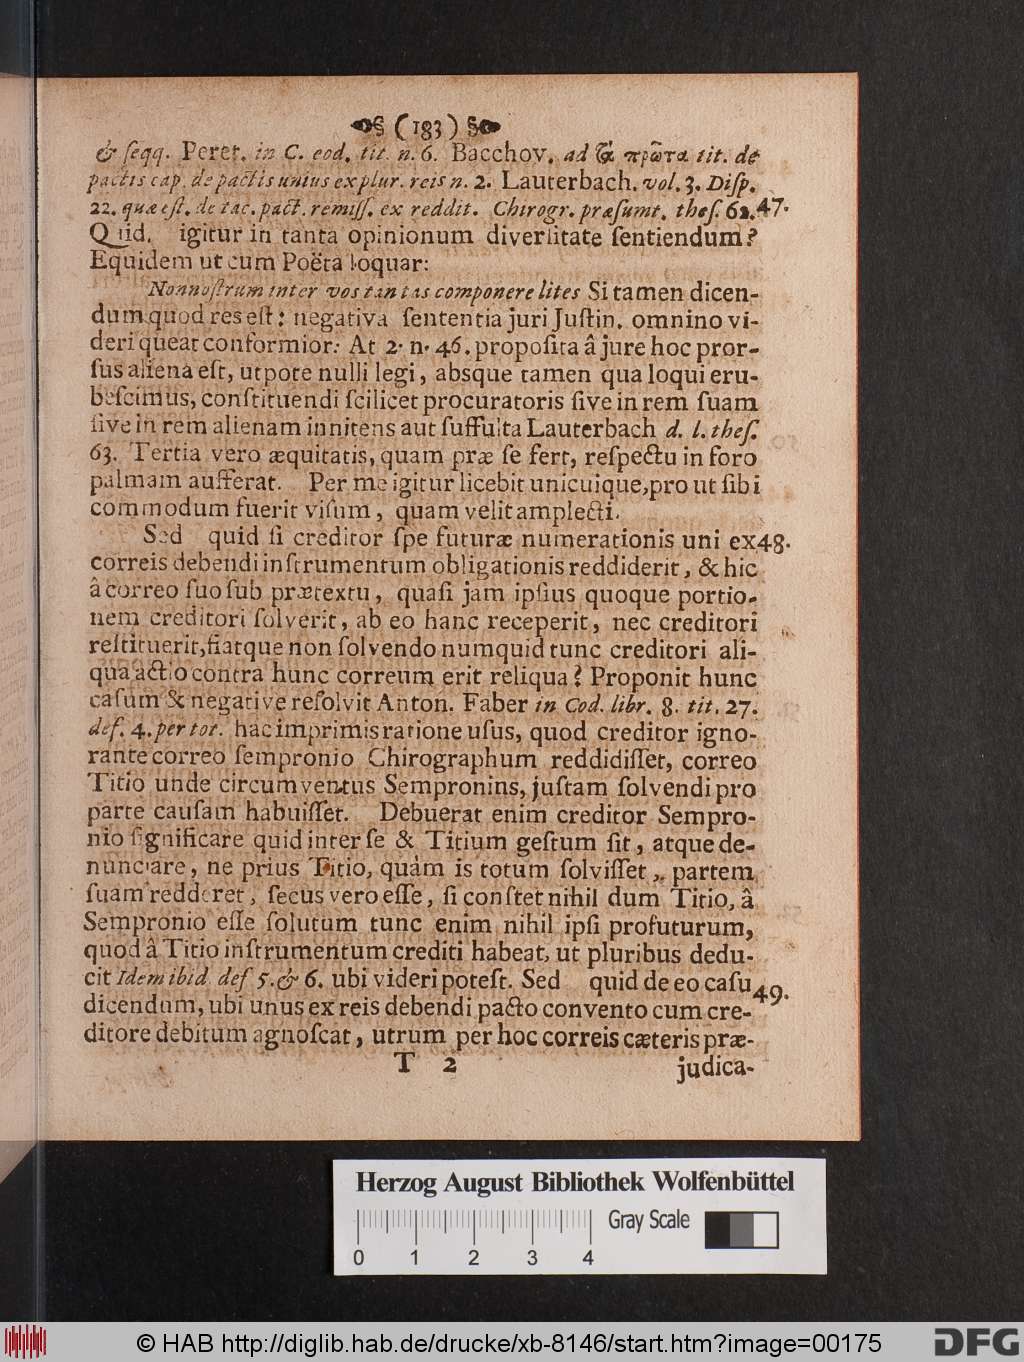 (183)
& ſeqq. Peret. in C. eod. tit. n. 6. Bacchov. ad τὰ πρῶτα tit. de
pactis cap. de pactis unius ex plur. reis n. 2. Lauterbach. vol. 3. Diſp.
22. quæ eſt. de tac. pact. remiſſ. ex reddit. Chirogr. præſumt. theſ. 62. 47.
Quid. igitur in tanta opinionum diverſitate ſentiendum?
Equidem ut cum Poëta loquar:
Non noſtrum inter vos tantas componere lites Si tamen dicen-
dum quod res eſt: negativa ſententia juri Juſtin. omnino vi-
deri queat conformior: At 2. n. 46. propoſita â jure hoc pror-
ſus aliena eſt, utpote nulli legi, absque tamen qua loqui eru-
beſcimus, conſtituendi ſcilicet procuratoris ſive in rem ſuam
ſive in rem alienam innitens aut ſuffulta Lauterbach d. l. theſ.
63. Tertia vero æquitatis, quam præ ſe fert, reſpectu in foro
palmam aufferat. Per me igitur licebit unicuique, pro ut ſibi
commodum fuerit viſum, quam velit amplecti.
Sed quid ſi creditor ſpe futuræ numerationis uni ex 48.
correis debendi inſtrumentum obligationis reddiderit, & hic
â correo ſuo ſub prætextu, quaſi jam ipſius quoque portio-
nem creditori ſolverit, ab eo hanc receperit, nec creditori
reſtituerit, fiatque non ſolvendo numquid tunc creditori ali-
qua actio contra hunc correum erit reliqua? Proponit hunc
caſum & negative reſolvit Anton. Faber in Cod. libr. 8. tit. 27.
def. 4. per tot. hac imprimis ratione uſus, quod creditor igno-
rante correo ſempronio Chirographum reddidiſſet, correo
Titio unde circumventus Sempronins, juſtam ſolvendi pro
parte cauſam habuiſſet. Debuerat enim creditor Sempro-
nio ſignificare quid inter ſe & Titium geſtum ſit, atque de-
nunciare, ne prius Titio, quàm is totum ſolviſſet, partem
ſuam redderet, ſecus vero eſſe, ſi conſtet nihil dum Titio, â
Sempronio eſſe ſolutum tunc enim nihil ipſi profuturum,
quod â Titio inſtrumentum crediti habeat, ut pluribus dedu-
cit Idem ibid def 5. & 6. ubi videri poteſt. Sed quid de eo caſu 49.
dicendum, ubi unus ex reis debendi pacto convento cum cre-
ditore debitum agnoſcat, utrum per hoc correis cæteris præ-
T 2 judica-
Herzog August Bibliothek Wolfenbüttel
Gray Scale
0 1 2 3 4
© HAB http://diglib.hab.de/drucke/xb-8146/start.htm?image=00175 DFG